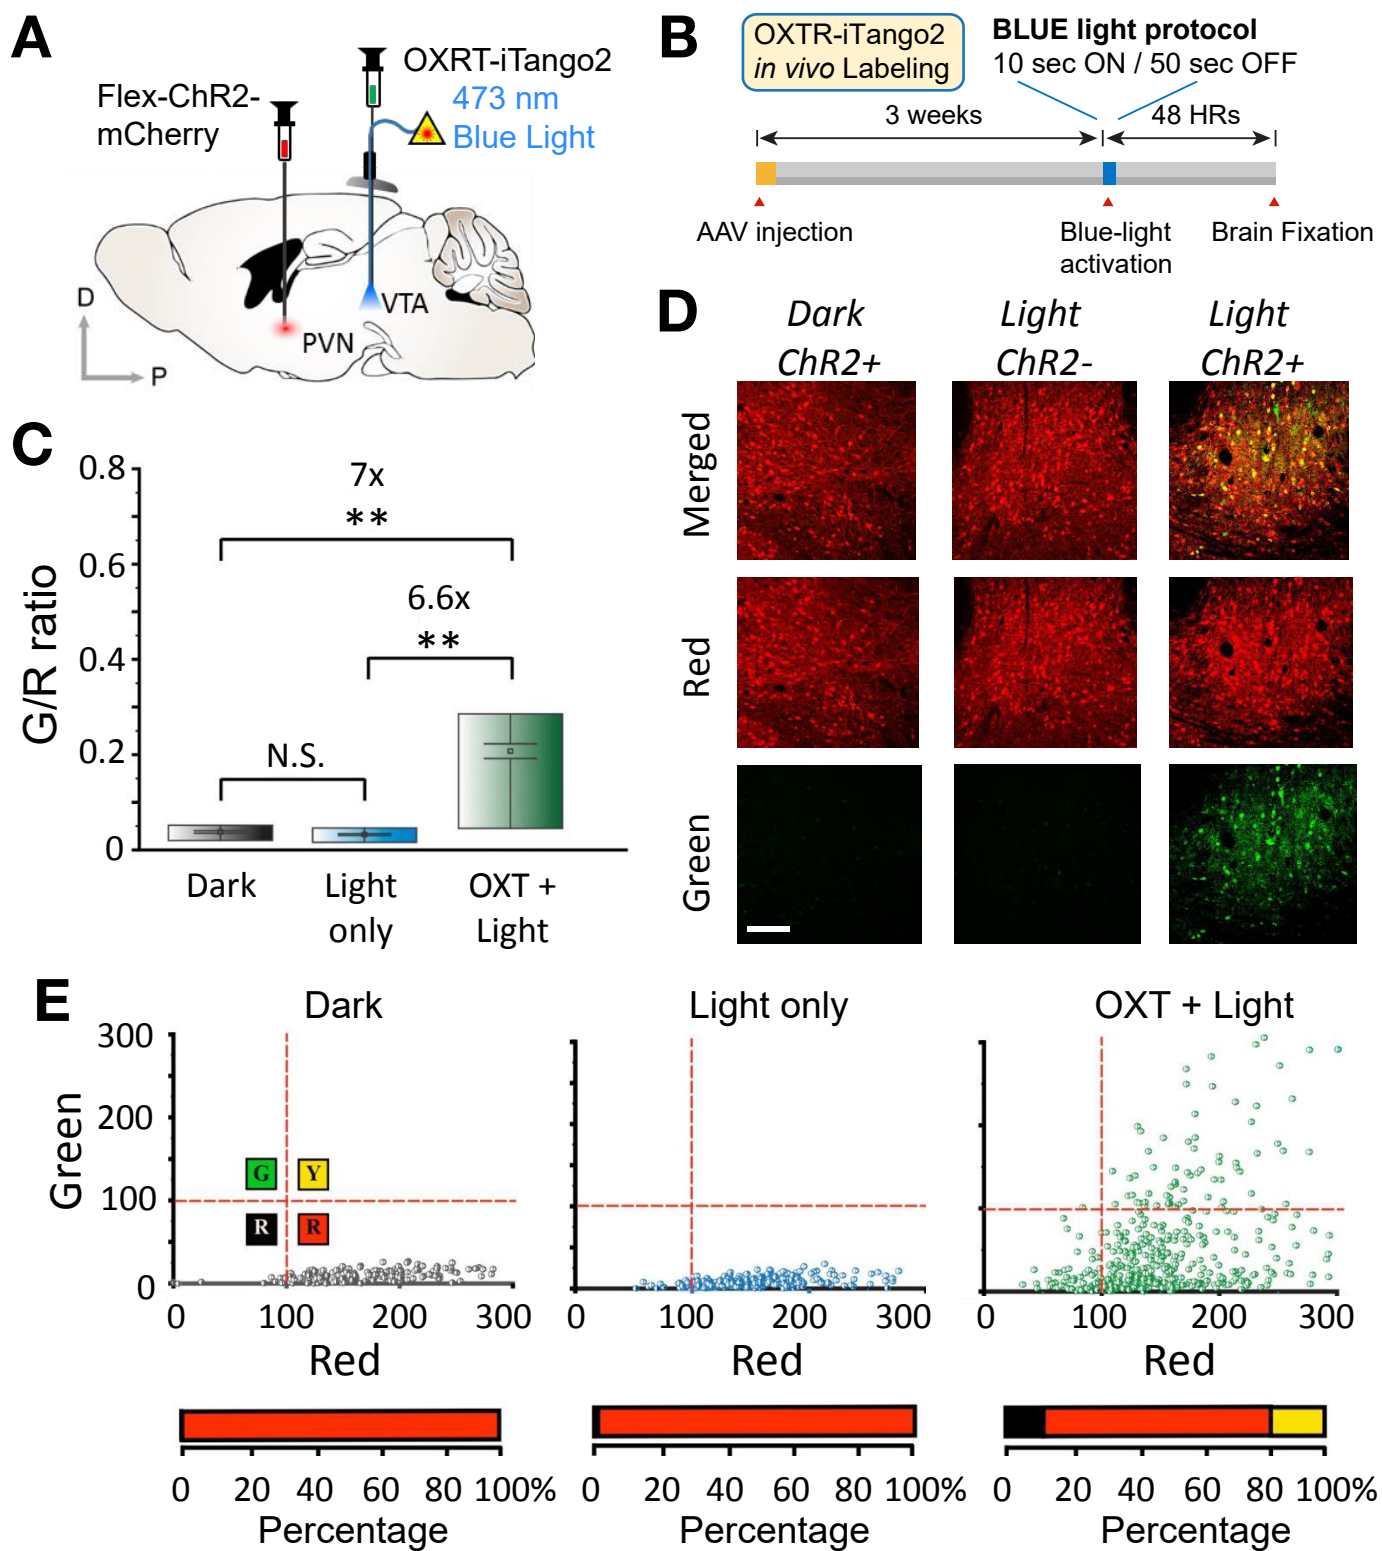 A
Flex-ChR2-
mCherry
OXRT-iTango2
473 nm
Blue Light
D
P
PVN
VTA
B
OXTR-iTango2
in vivo Labeling
BLUE light protocol
10 sec ON / 50 sec OFF
3 weeks
48 HRs
AAV injection
Blue-light
activation
Brain Fixation
C
G/R ratio
0.8
0.6
0.4
0.2
0
7x
**
6.6x
**
N.S.
Dark
Light
only
OXT +
Light
D
Dark
ChR2+
Light
ChR2-
Light
ChR2+
Merged
Red
Green
E
Dark
Light only
OXT + Light
Green
300
200
100
0
G
Y
R
R
0 100 200 300
Red
0 100 200 300
Red
0 100 200 300
Red
0 20 40 60 80 100%
Percentage
0 20 40 60 80 100%
Percentage
0 20 40 60 80 100%
Percentage